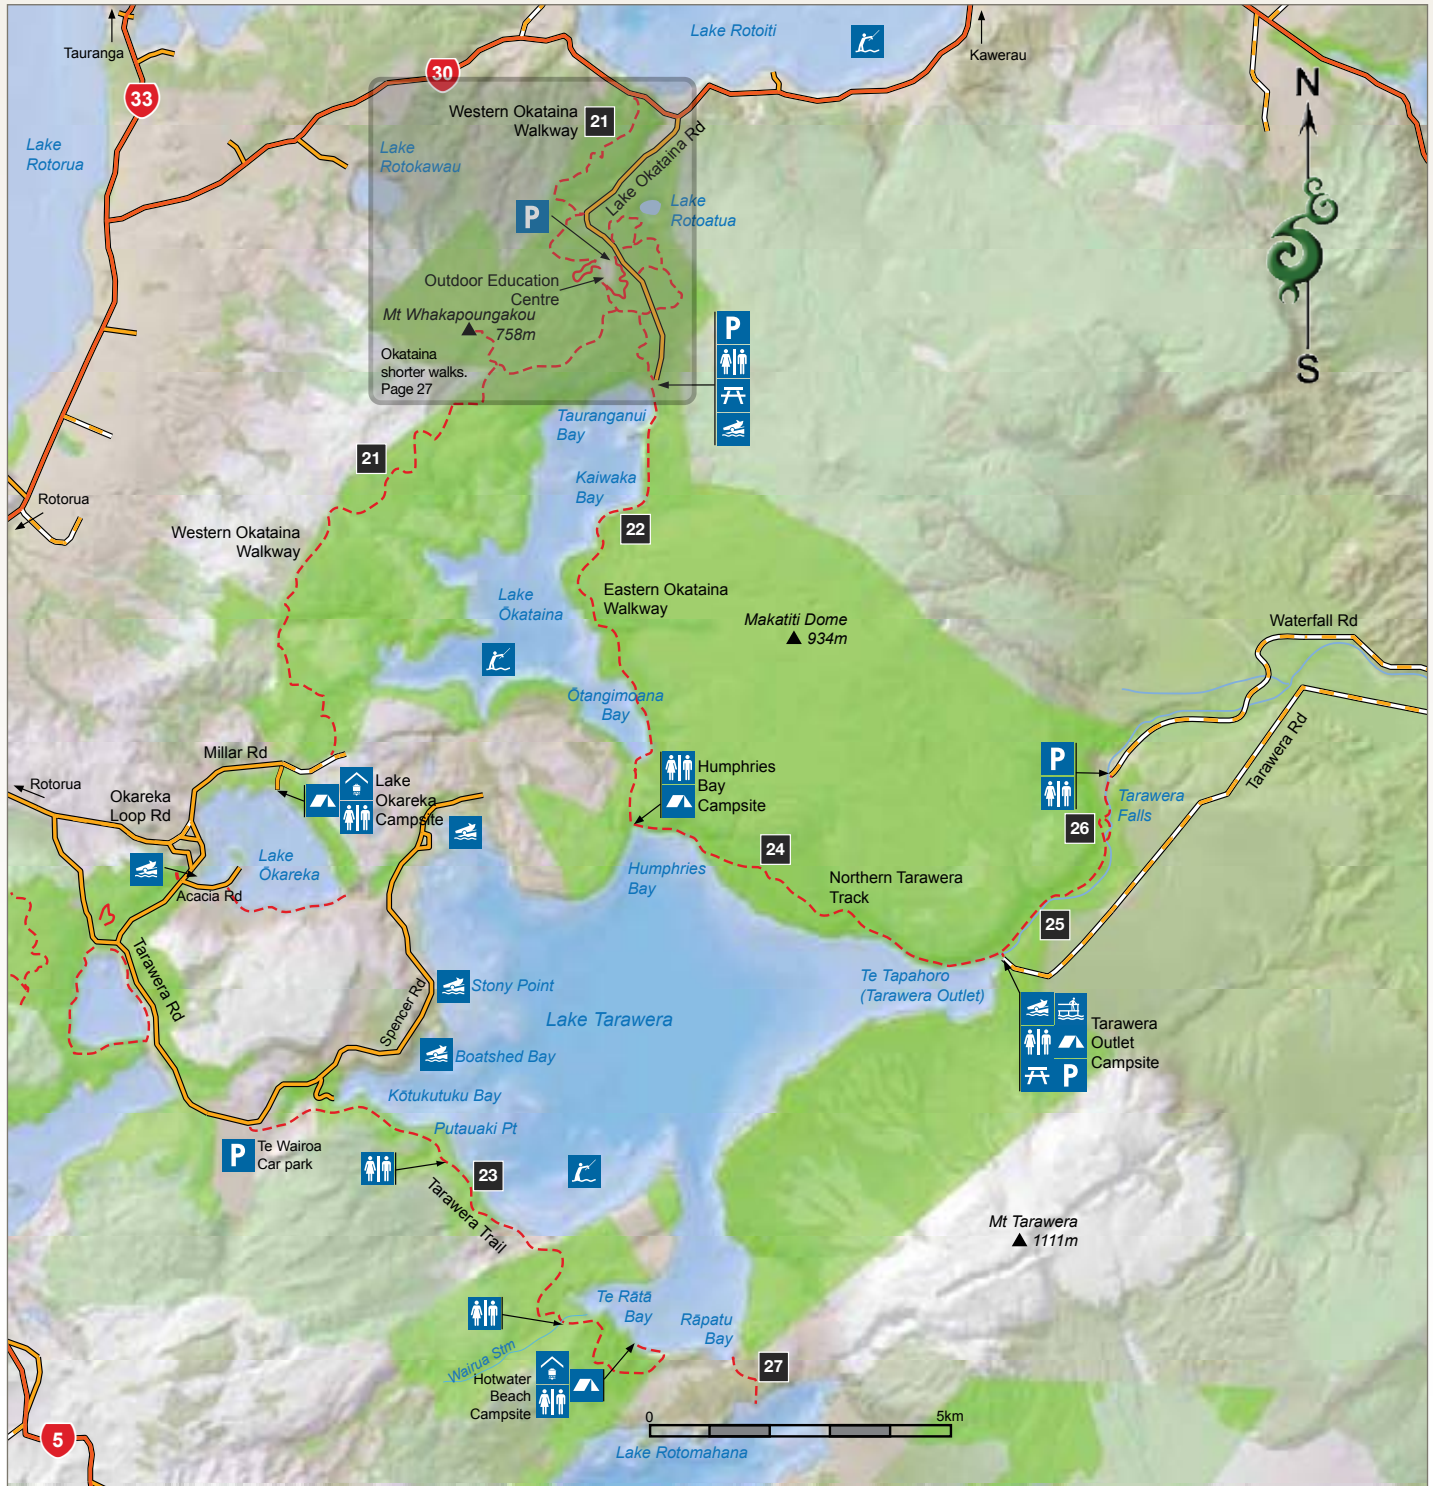 Lake Rotoiti
Tauranga
Kawerau
30
33
N
Western Okataina
Walkway
21
Lake
Rotorua
Lake
Rotokawau
Lake Okataina Rd
P
Lake
Rotoatua
Outdoor Education
Centre
Mt Whakapoungakou
758m
P
Okataina
shorter walks.
Page 27
S
Tauranganui
Bay
21
Kaiwaka
Bay
Rotorua
22
Western Okataina
Walkway
Lake
Ōkataina
Eastern Okataina
Walkway
Makatiti Dome
934m
Waterfall Rd
Ōtangimoana
Bay
Millar Rd
Tarawera Rd
P
Rotorua
Okareka
Loop Rd
Lake
Okareka
Campsite
Humphries
Bay
Campsite
Tarawera
Falls
26
24
Lake
Ōkareka
Humphries
Bay
Northern Tarawera
Track
Acacia Rd
25
Tarawera Rd
Te Tapahoro
(Tarawera Outlet)
Stony Point
Spencer Rd
Lake Tarawera
Tarawera
Outlet
Campsite
P
Boatshed Bay
Kōtukutuku Bay
Putauaki Pt
P
Te Wairoa
Car park
23
Tarawera Trail
Mt Tarawera
1111m
Te Rātā
Bay
Rāpatu
Bay
Wairua Stm
27
Hotwater
Beach
Campsite
0
5km
5
Lake Rotomahana